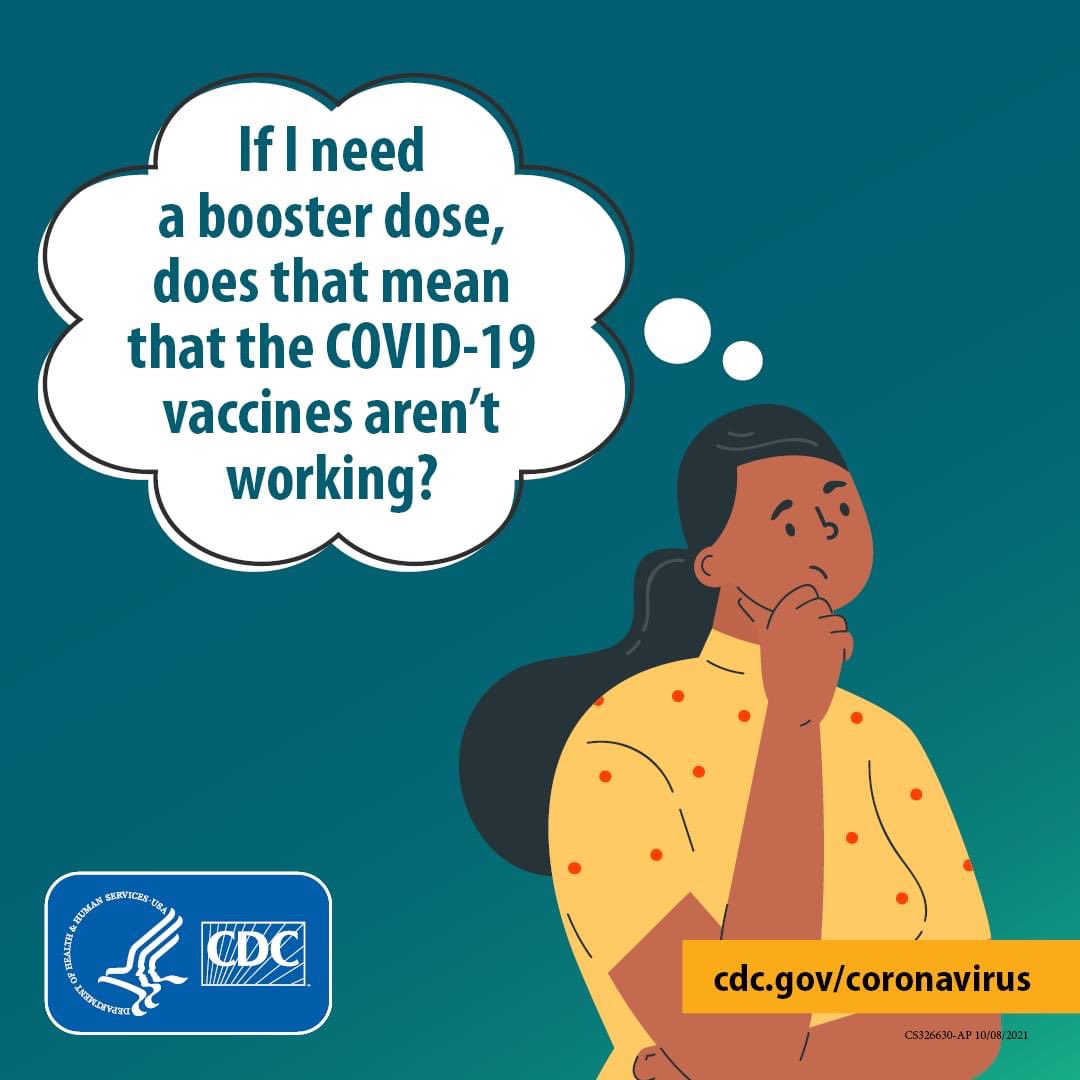 If I need
a booster dose,
does that mean
that the COVID-19
vaccines aren’t
working?
DEPARTMENT OF HEALTH & HUMAN SERVICES·USA
CDC
cdc.gov/coronavirus
CS326630-AP 10/08/2021